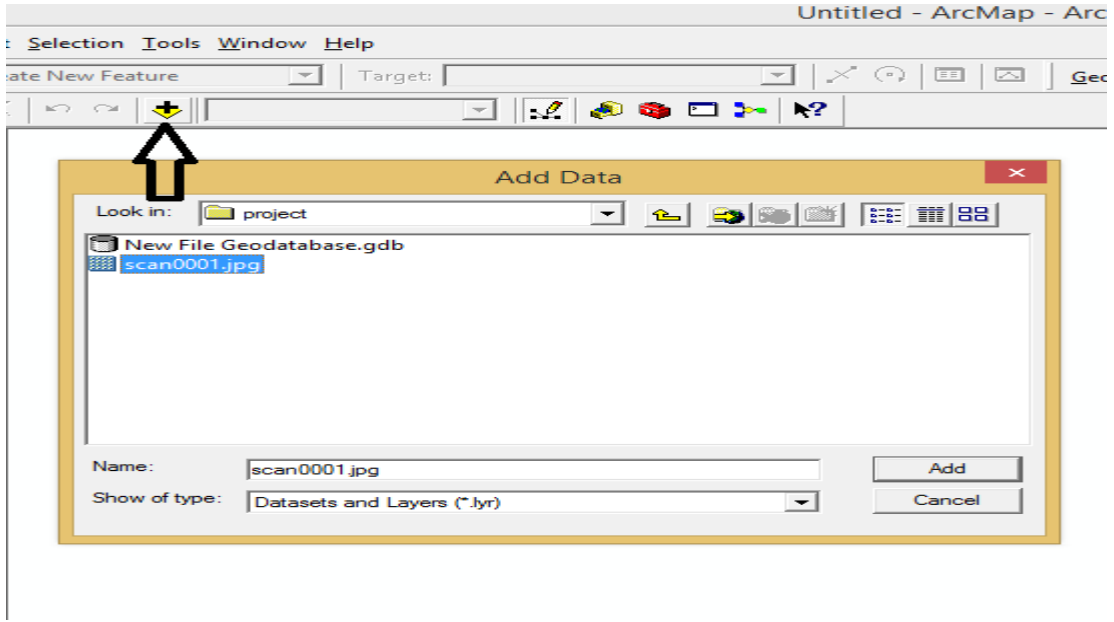 Untitled - ArcMap - Arc
Selection Tools Window Help
eate New Feature Target: Geo
Add Data
Look in: project
New File Geodatabase.gdb
scan0001.jpg
Name: scan0001.jpg Add
Show of type: Datasets and Layers (*.lyr) Cancel